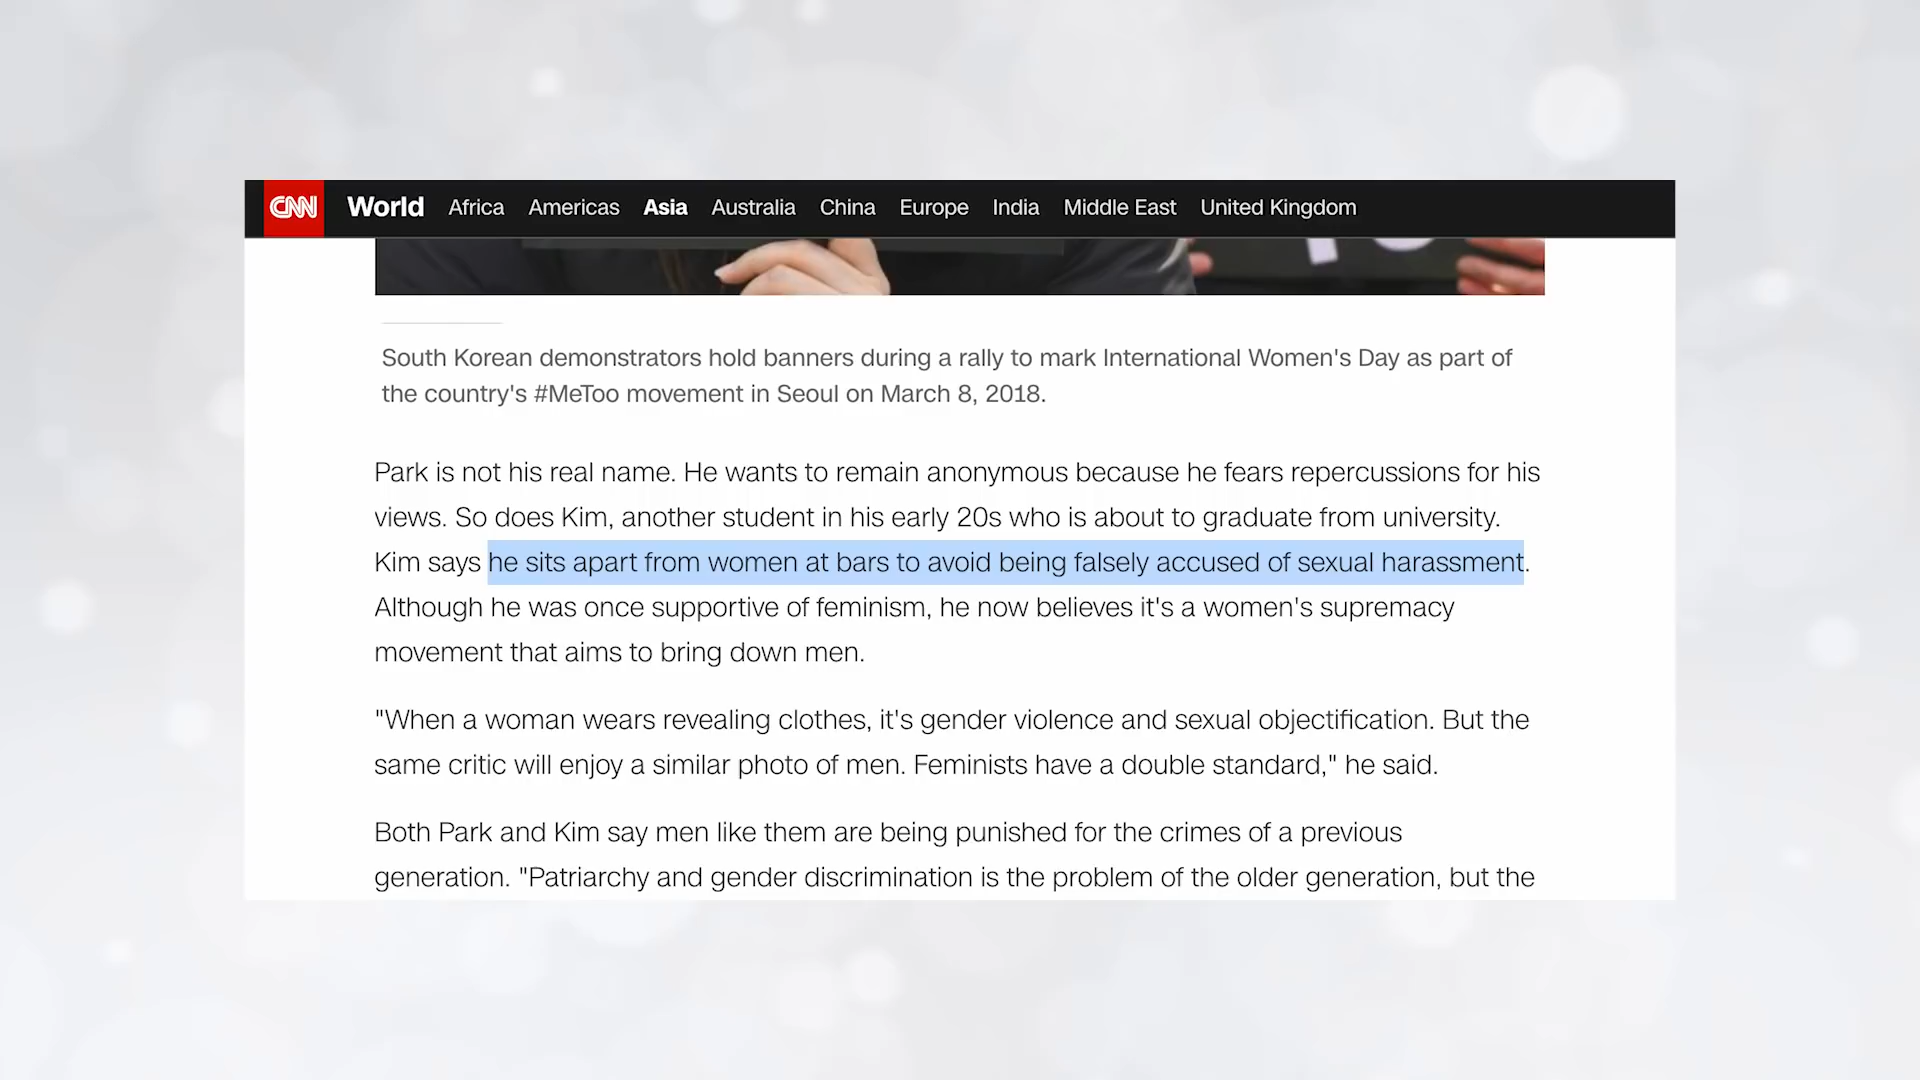 CNN World Africa Americas Asia Australia China Europe India Middle East United Kingdom
South Korean demonstrators hold banners during a rally to mark International Women's Day as part of
the country's #MeToo movement in Seoul on March 8, 2018.
Park is not his real name. He wants to remain anonymous because he fears repercussions for his
views. So does Kim, another student in his early 20s who is about to graduate from university.
Kim says he sits apart from women at bars to avoid being falsely accused of sexual harassment.
Although he was once supportive of feminism, he now believes it's a women's supremacy
movement that aims to bring down men.
"When a woman wears revealing clothes, it's gender violence and sexual objectification. But the
same critic will enjoy a similar photo of men. Feminists have a double standard," he said.
Both Park and Kim say men like them are being punished for the crimes of a previous
generation. "Patriarchy and gender discrimination is the problem of the older generation, but the